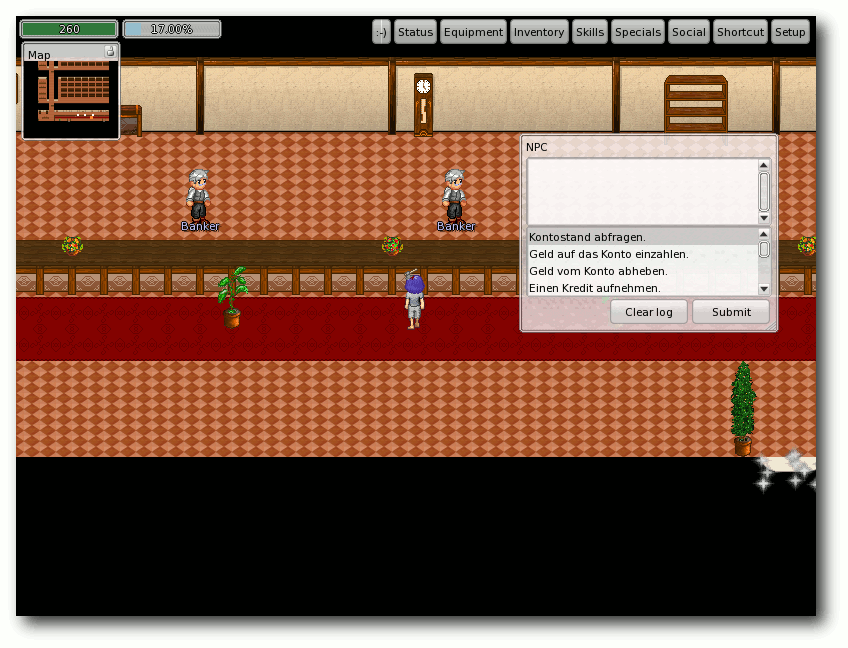 260
17.00%
:-)
Status
Equipment
Inventory
Skills
Specials
Social
Shortcut
Setup
Map
NPC
Banker
Banker
Kontostand abfragen.
Geld auf das Konto einzahlen.
Geld vom Konto abheben.
Einen Kredit aufnehmen.
Clear log
Submit